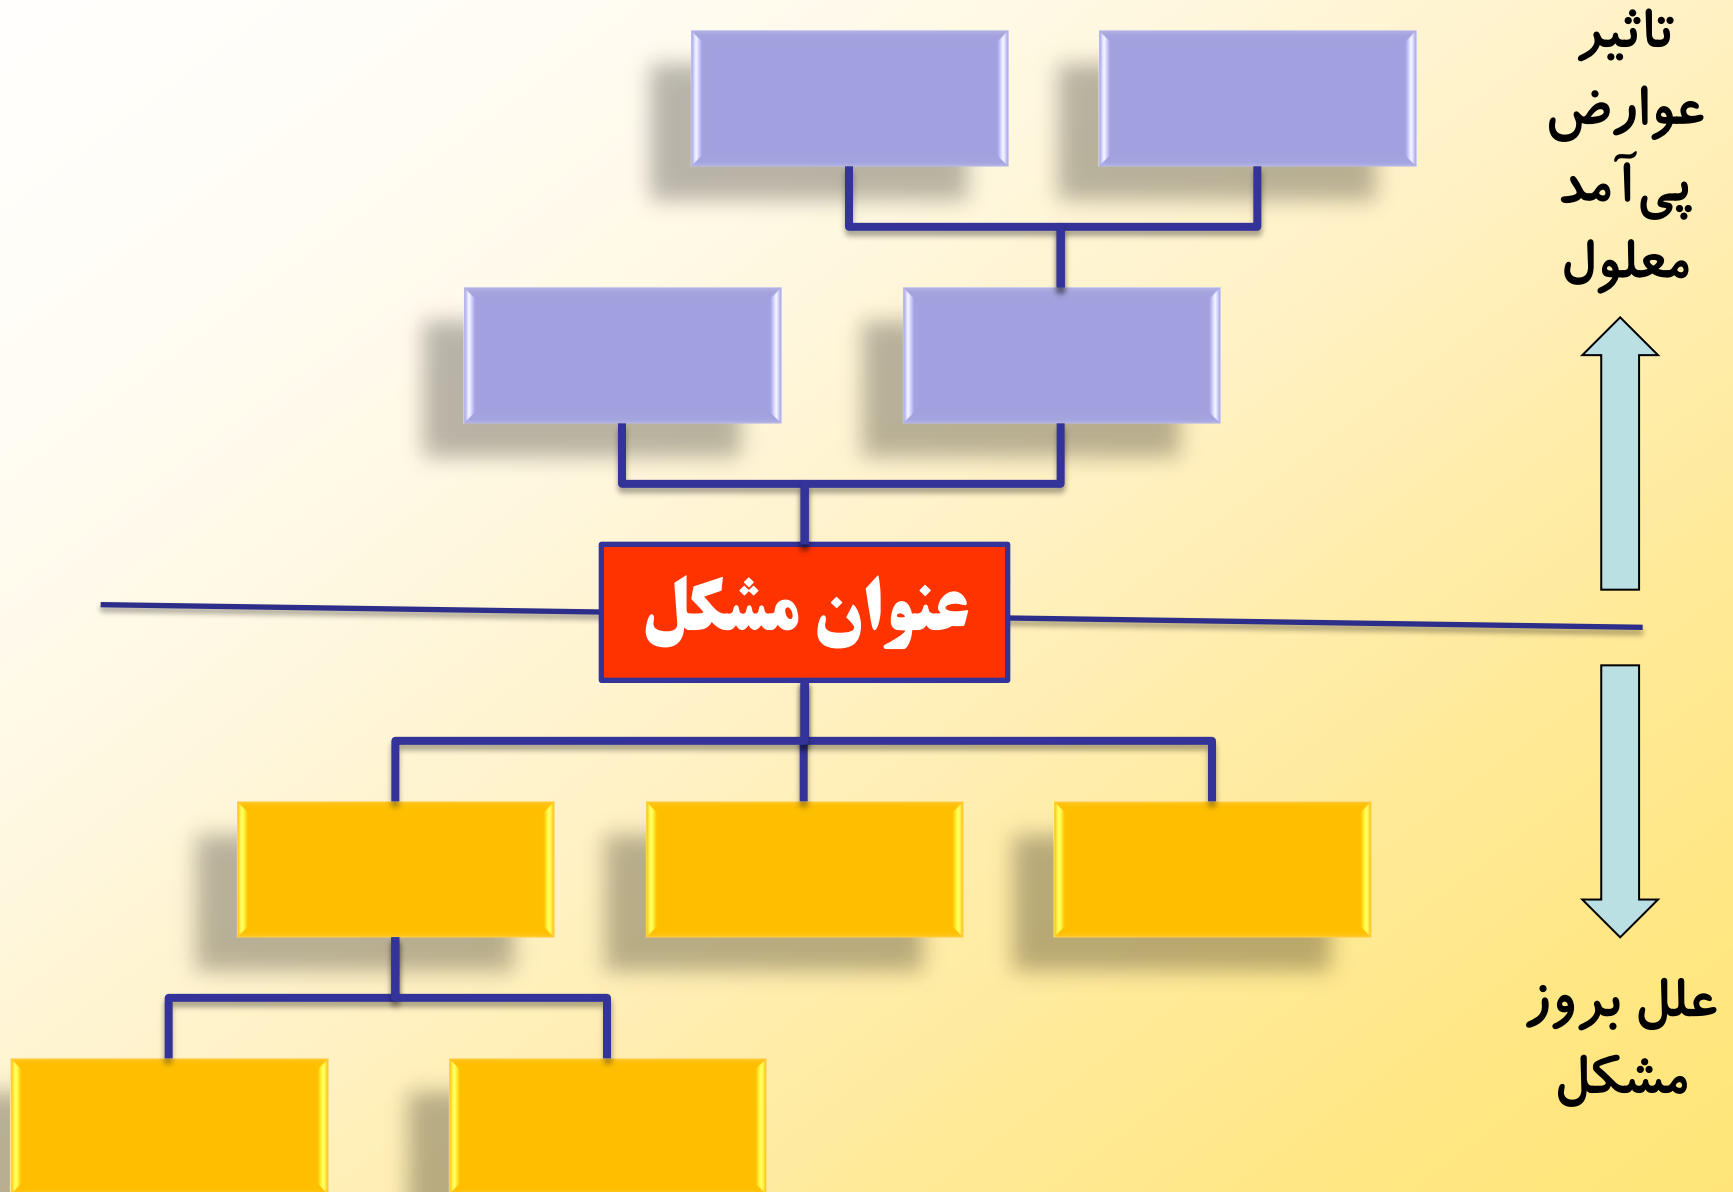 تاثیر
عوارض
پی‌آمد
معلول
عنوان مشکل
علل بروز
مشکل